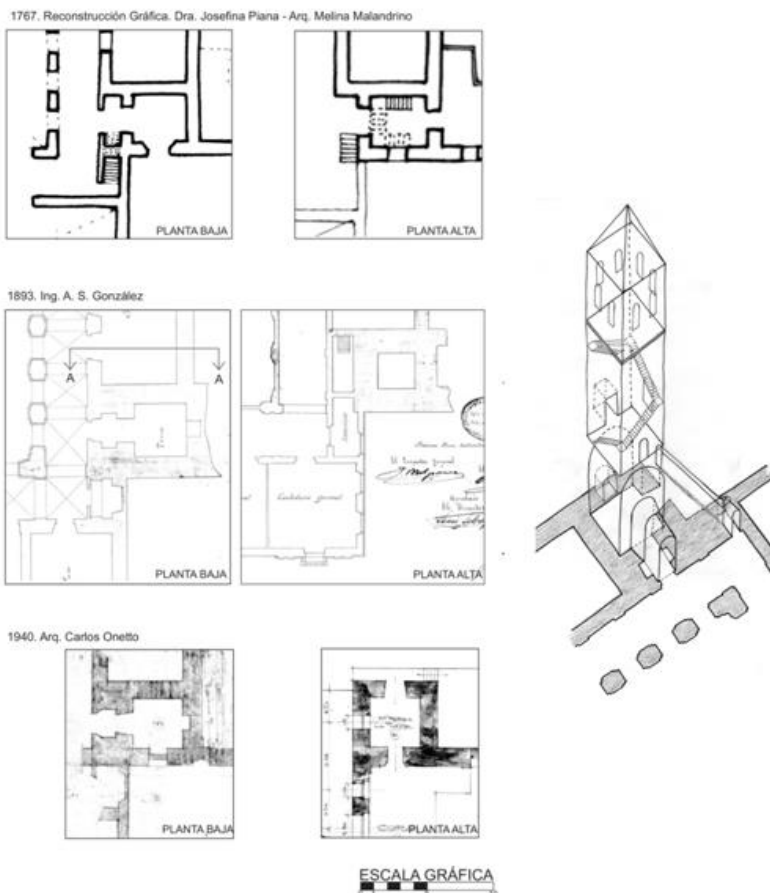 1767. Reconstrucción Gráfica. Dra. Josefina Piana - Arq. Melina Malandrino
PLANTA BAJA
PLANTA ALTA
1893. Ing. A. S. González
A
A
PLANTA BAJA
PLANTA ALTA
1940. Arq. Carlos Onetto
PLANTA BAJA
PLANTA ALTA
ESCALA GRÁFICA